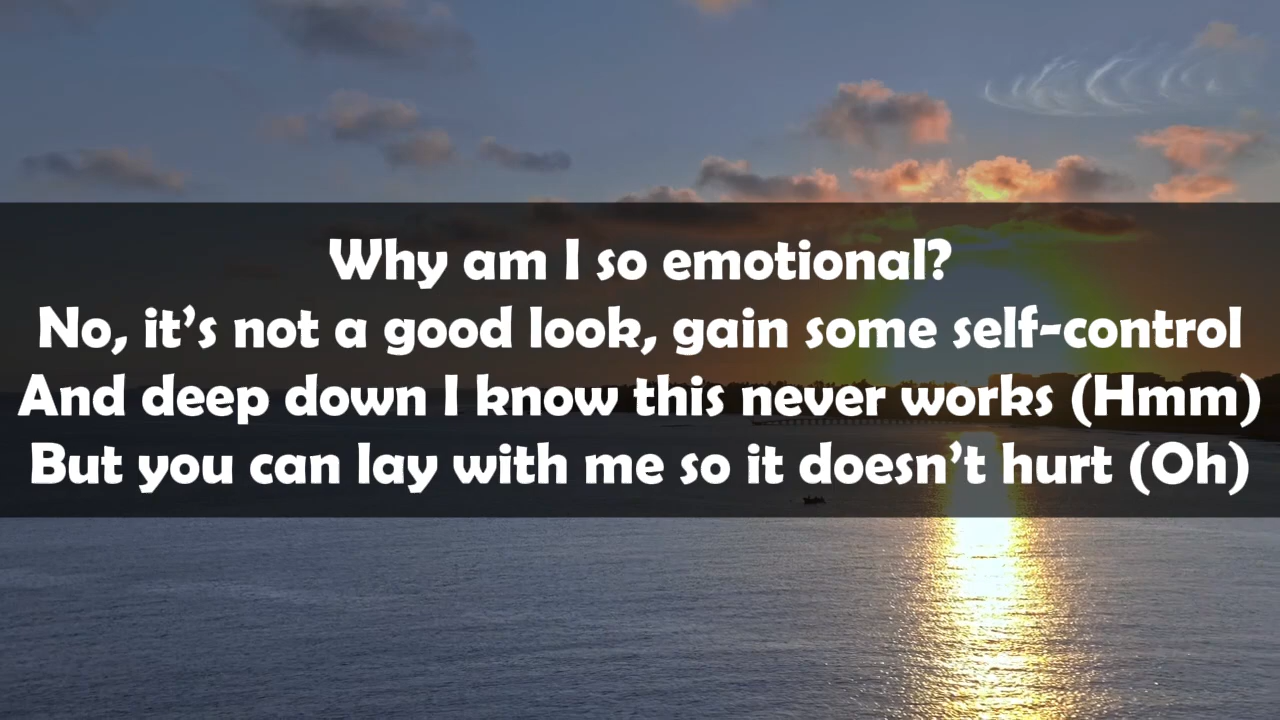 Why am I so emotional?
No, it's not a good look, gain some self-control
And deep down I know this never works (Hmm)
But you can lay with me so it doesn't hurt (Oh)